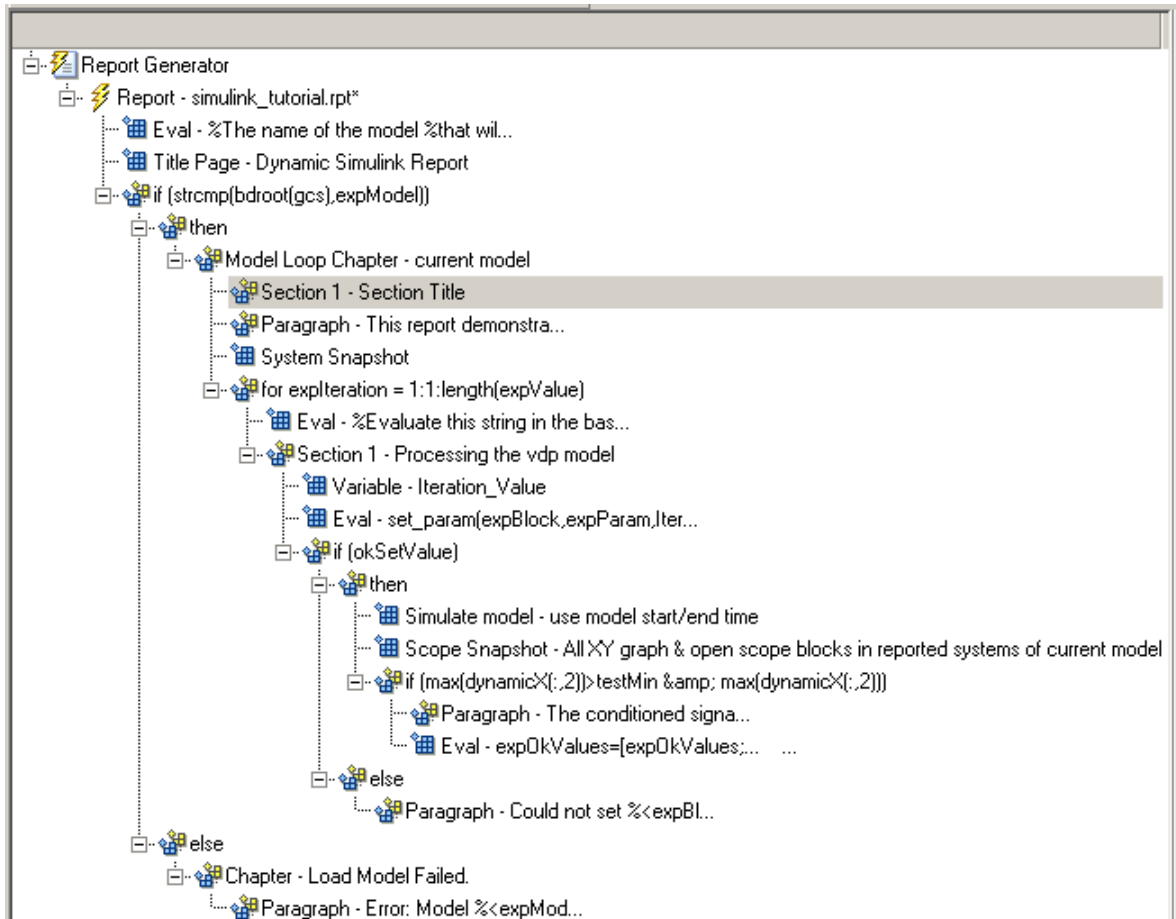 Report Generator
Report - simulink_tutorial.rpt*
Eval - %The name of the model %that wil...
Title Page - Dynamic Simulink Report
if (strcmp(bdroot(gcs),expModel))
then
Model Loop Chapter - current model
Section 1 - Section Title
Paragraph - This report demonstra...
System Snapshot
for expIteration = 1:1:length(expValue)
Eval - %Evaluate this string in the bas...
Section 1 - Processing the vdp model
Variable - Iteration_Value
Eval - set_param(expBlock,expParam,Iter...
if (okSetValue)
then
Simulate model - use model start/end time
Scope Snapshot - All XY graph & open scope blocks in reported systems of current model
if (max(dynamicX(:,2))>testMin &amp; max(dynamicX(:,2)))
Paragraph - The conditioned signa...
Eval - expOkValues=[expOkValues;... ...
else
Paragraph - Could not set %<expBl...
else
Chapter - Load Model Failed.
Paragraph - Error: Model %<expMod...